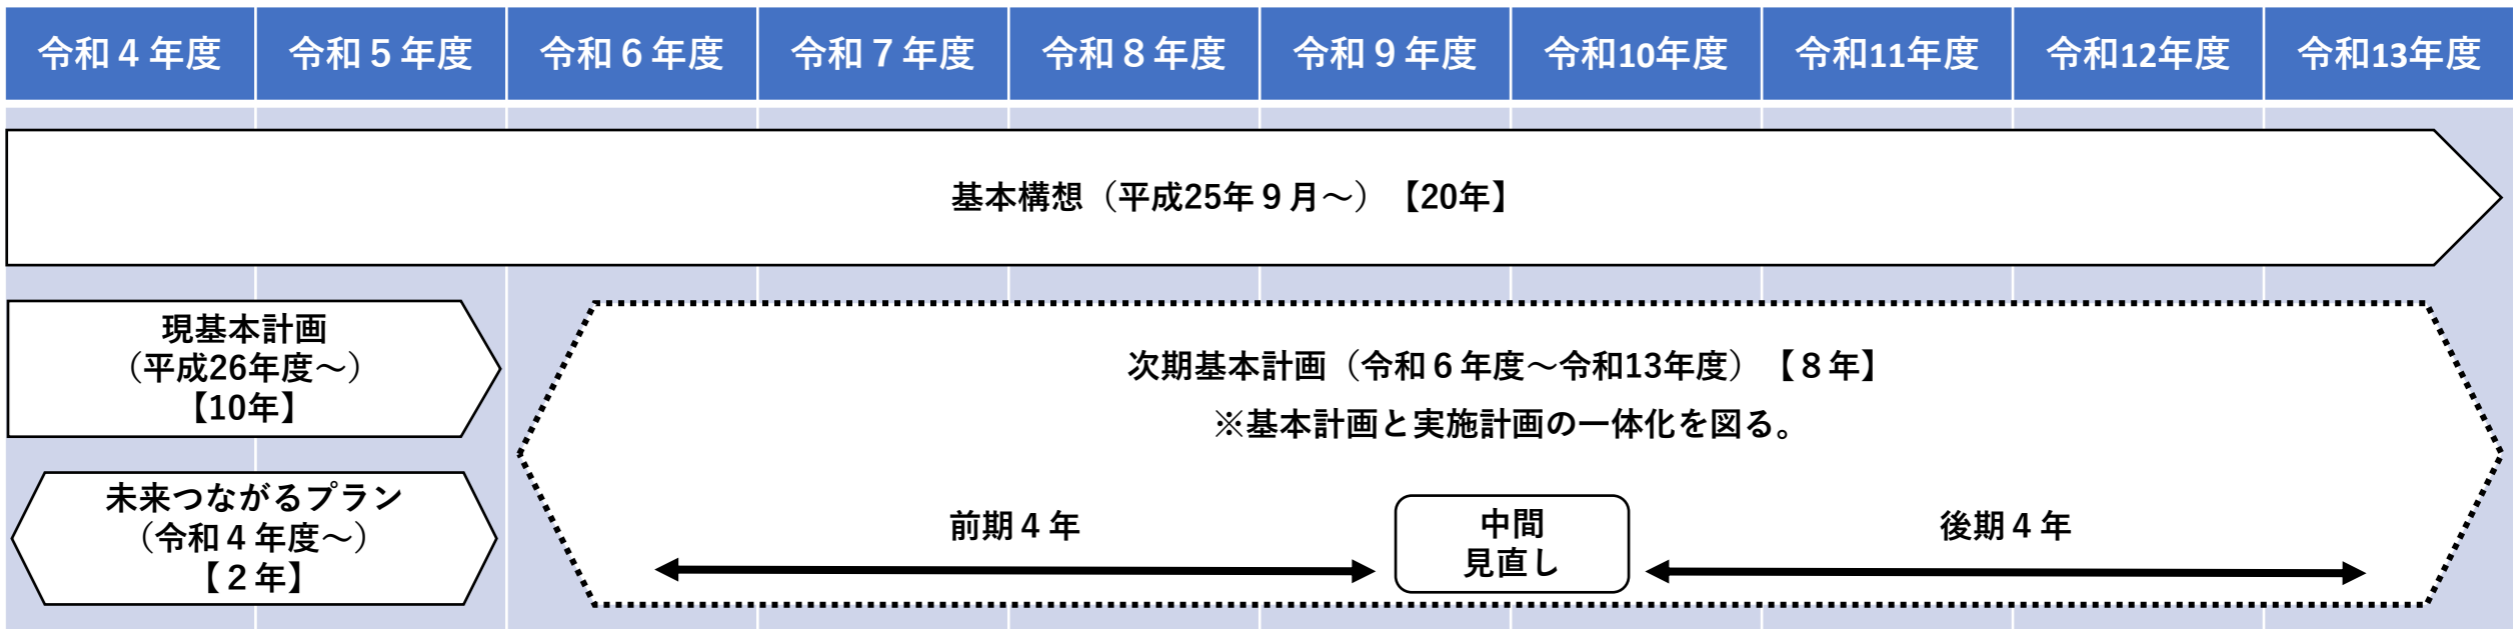 令和４年度 令和５年度 令和６年度 令和７年度 令和８年度 令和９年度 令和10年度 令和11年度 令和12年度 令和13年度
基本構想（平成25年９月～）【20年】
現基本計画
（平成26年度～）
【10年】
次期基本計画（令和６年度～令和13年度）【８年】
※基本計画と実施計画の一体化を図る。
未来つながるプラン
（令和４年度～）
【２年】
前期４年
中間
見直し
後期４年